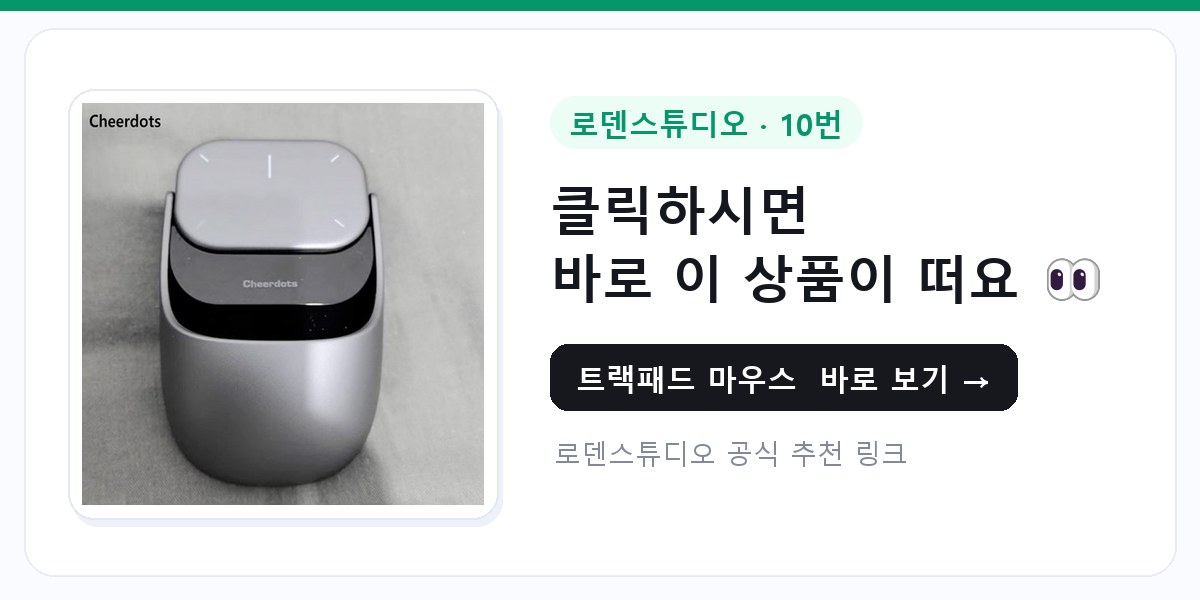 Cheerdots
Cheerdots
로덴스튜디오 · 10번
클릭하시면
바로 이 상품이 떠요 👀
트랙패드 마우스 바로 보기 →
로덴스튜디오 공식 추천 링크